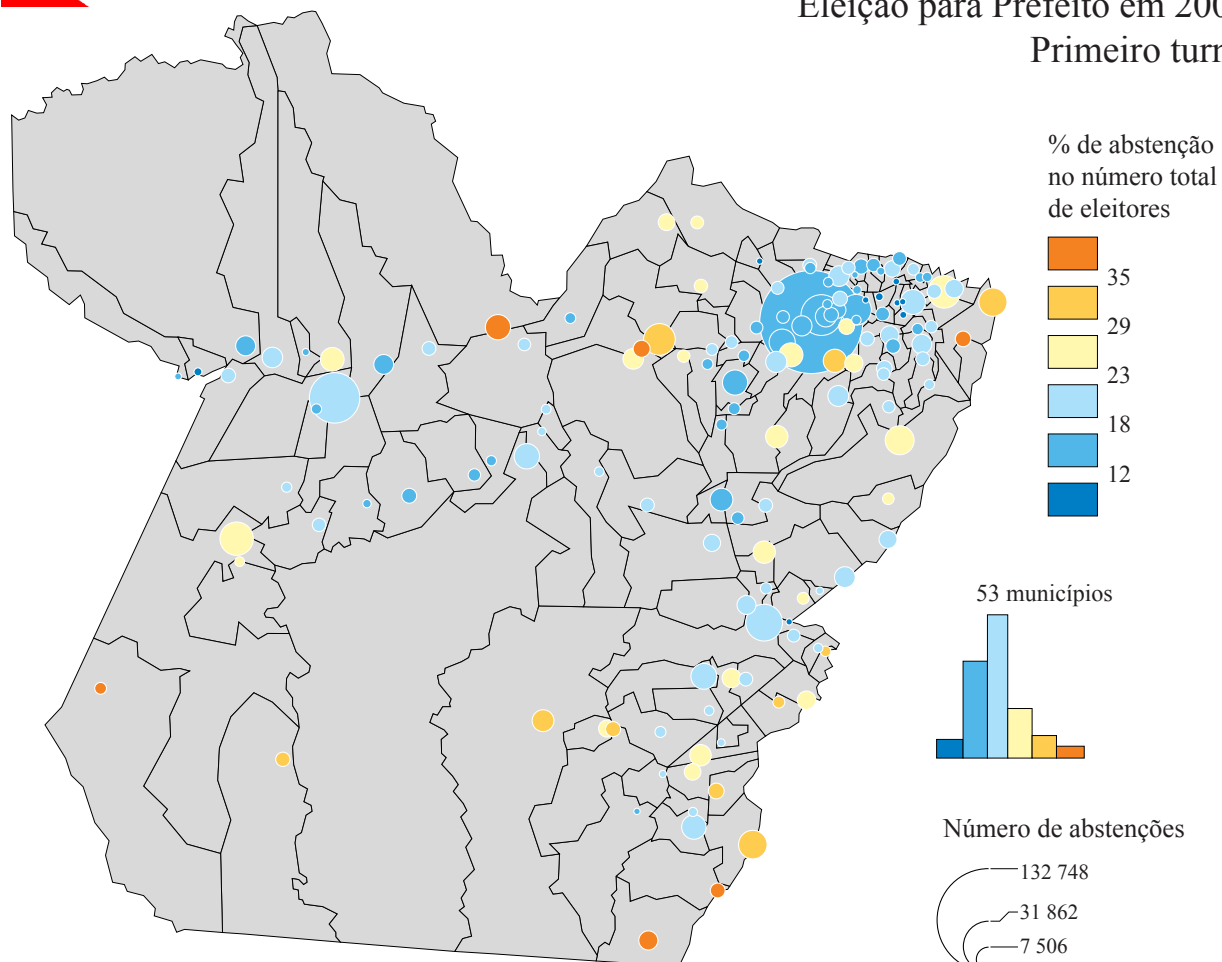 Eleição para Prefeito em 200
Primeiro turn
% de abstenção
no número total
de eleitores
35
29
23
18
12
53 municípios
Número de abstenções
132 748
31 862
7 506